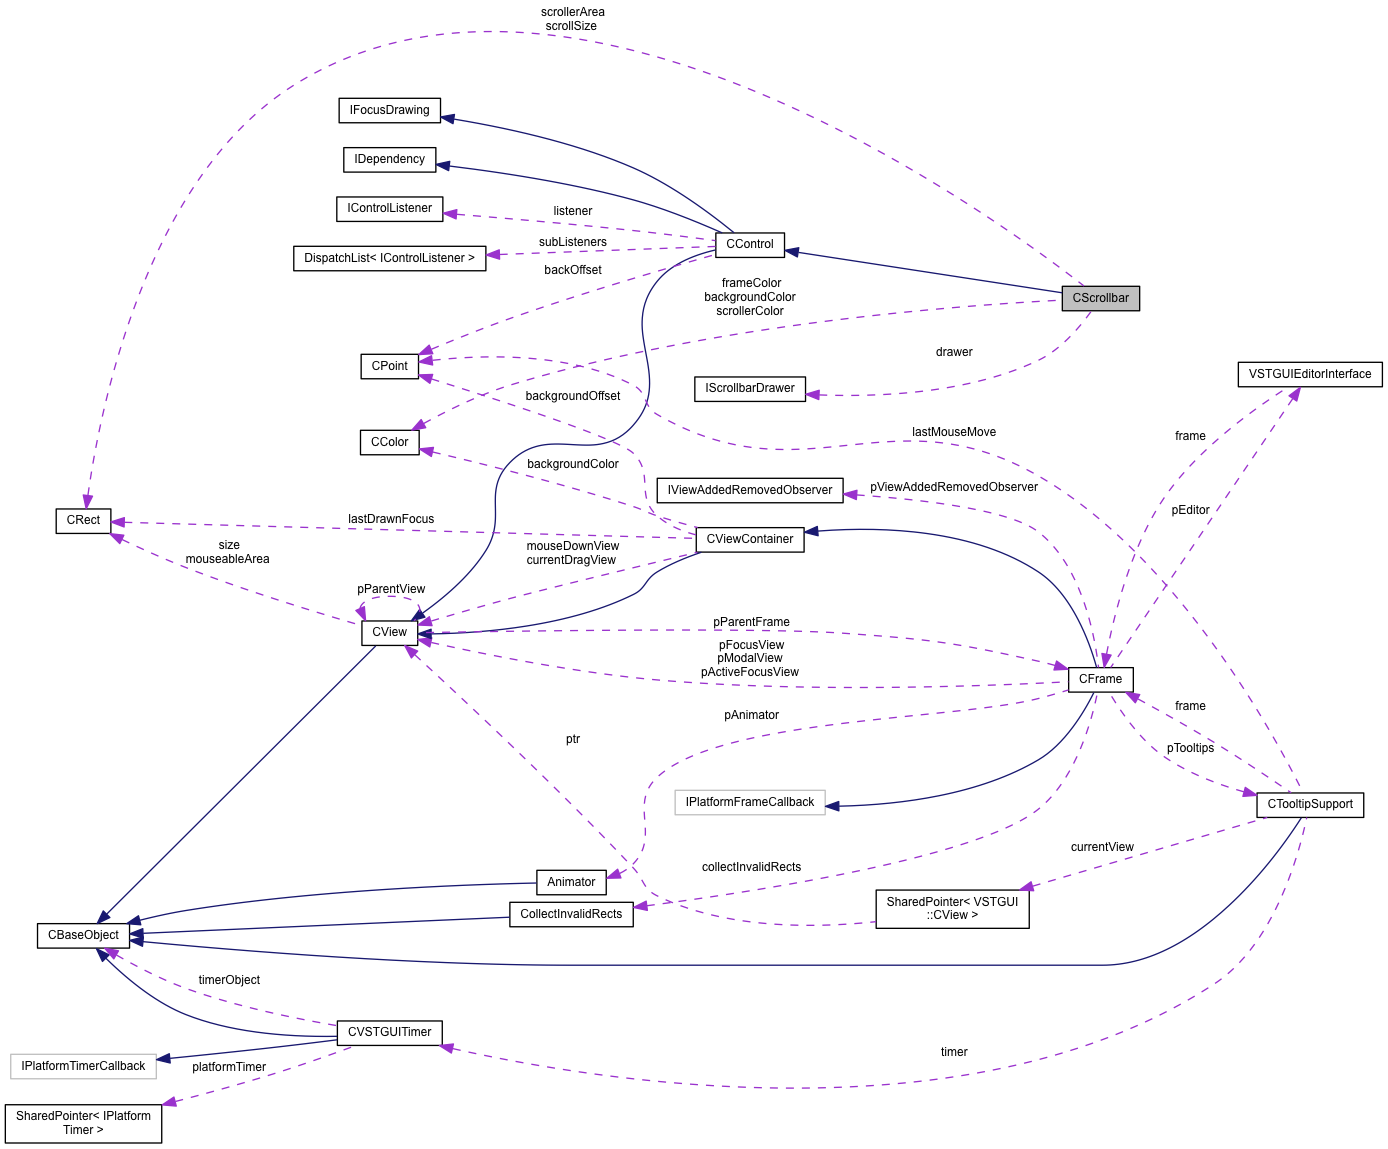 scrollerArea
scrollSize
IFocusDrawing
IDependency
IControlListener
listener
CControl
subListeners
DispatchList< IControlListener >
backOffset
frameColor
backgroundColor
scrollerColor
CScrollbar
drawer
CPoint
IScrollbarDrawer
VSTGUIEditorInterface
backgroundOffset
CColor
lastMouseMove
frame
backgroundColor
pViewAddedRemovedObserver
IViewAddedRemovedObserver
pEditor
CRect
lastDrawnFocus
CViewContainer
size
mouseableArea
mouseDownView
currentDragView
pParentView
CView
pParentFrame
pFocusView
pModalView
pActiveFocusView
CFrame
frame
pAnimator
ptr
pTooltips
IPlatformFrameCallback
CTooltipSupport
currentView
collectInvalidRects
Animator
SharedPointer< VSTGUI
::CView >
CollectInvalidRects
CBaseObject
timerObject
CVSTGUITimer
timer
IPlatformTimerCallback
platformTimer
SharedPointer< IPlatform
Timer >